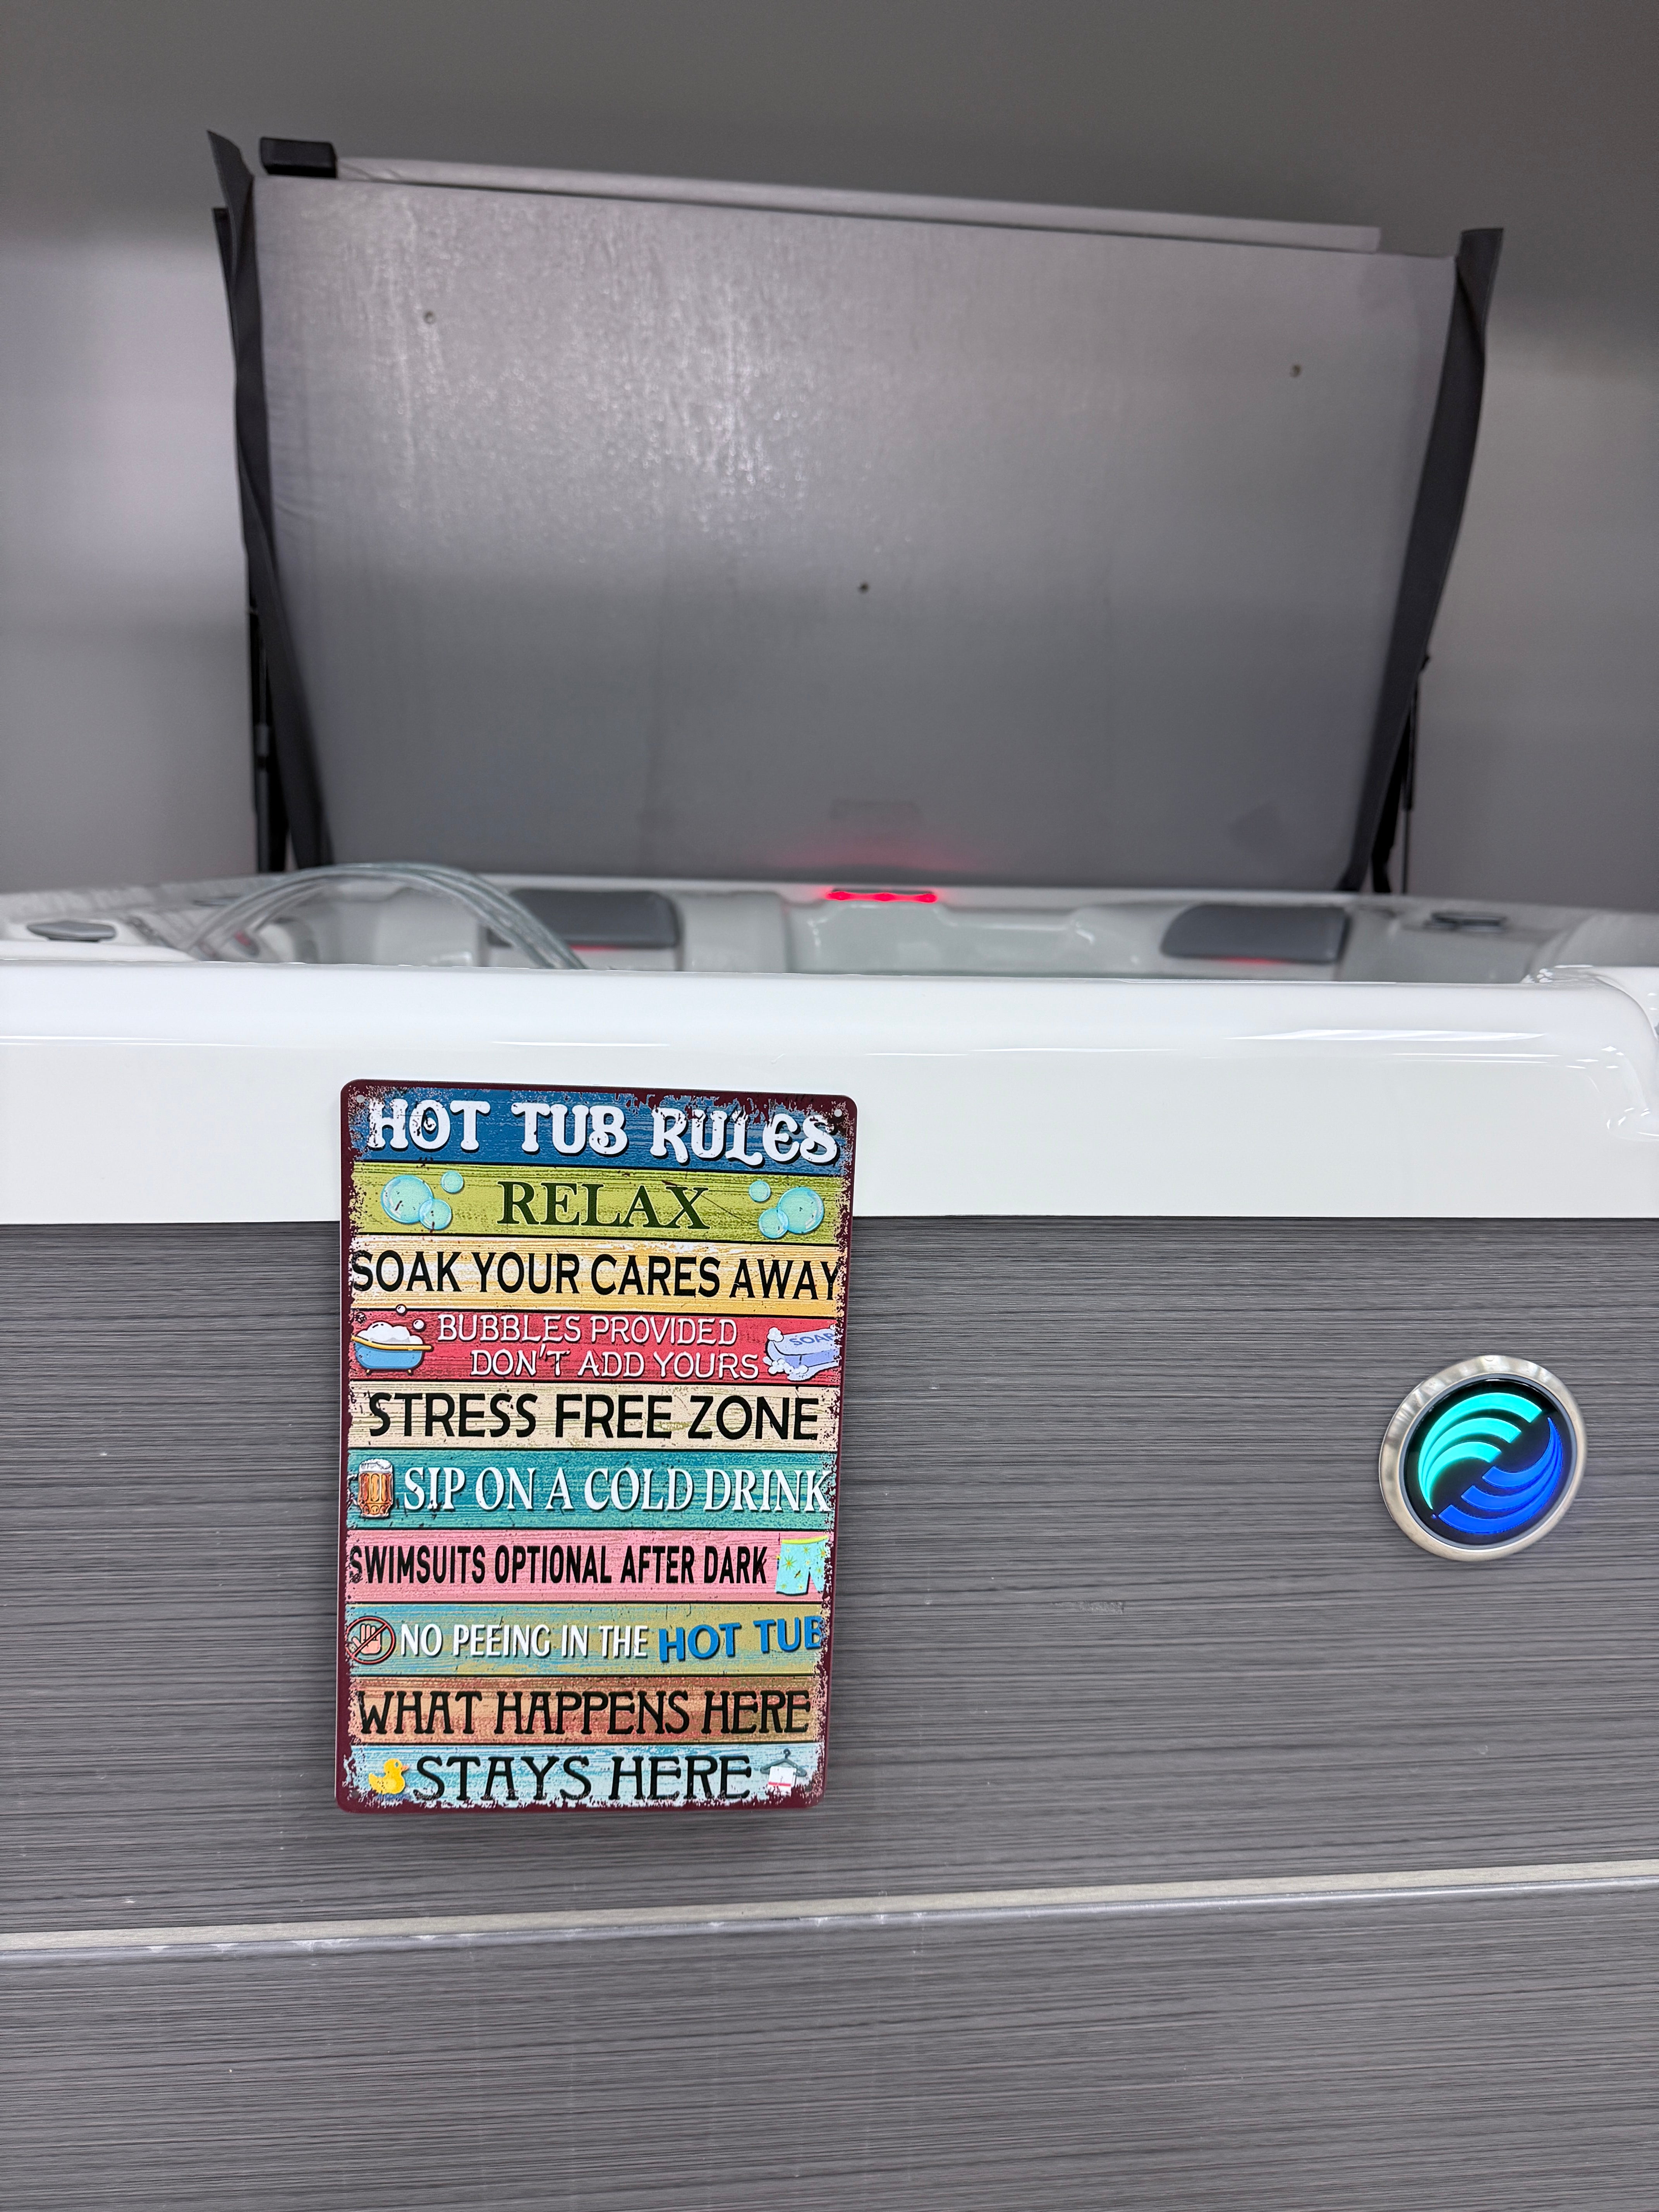 HOT TUB RULES
RELAX
SOAK YOUR CARES AWAY
BUBBLES PROVIDED
DON'T ADD YOURS
SOAP
STRESS FREE ZONE
SIP ON A COLD DRINK
SWIMSUITS OPTIONAL AFTER DARK
NO PEEING IN THE HOT TUB
WHAT HAPPENS HERE
STAYS HERE